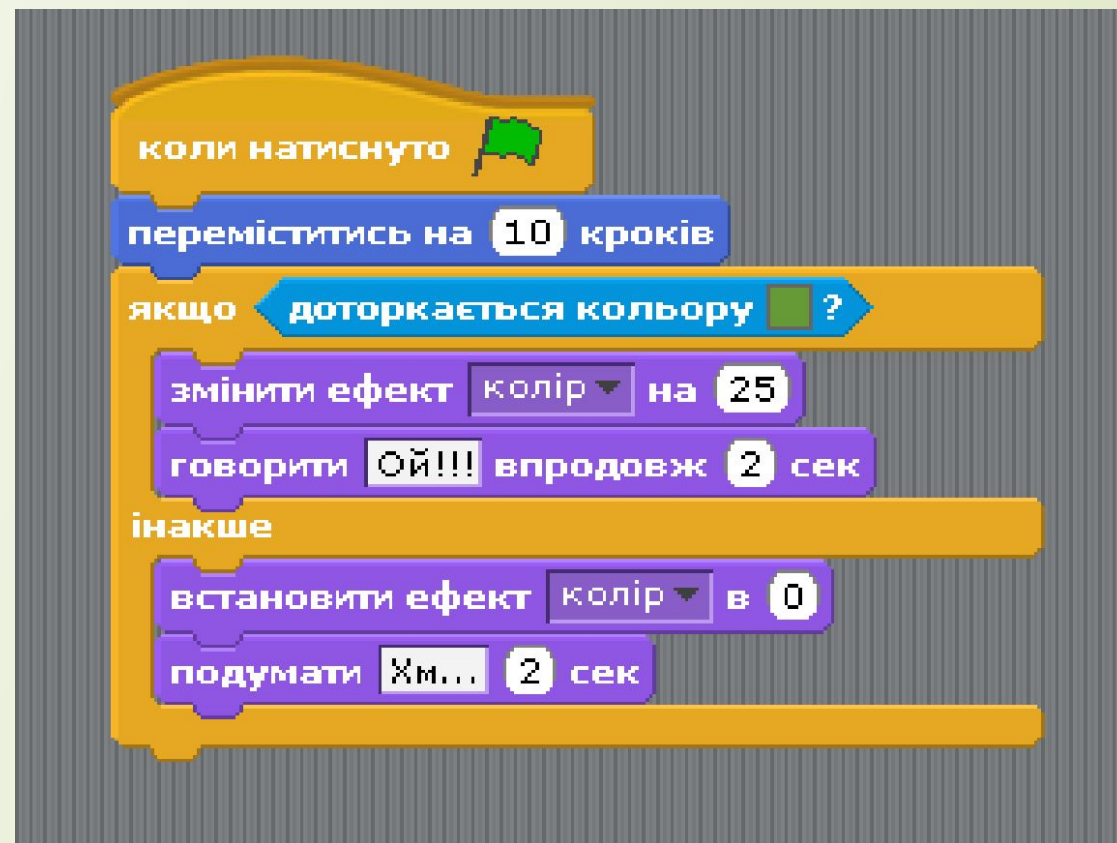 коли натиснуто
переміститись на 10 кроків
якщо доторкається кольору ?
змінити ефект колір на 25
говорити Ой!!! впродовж 2 сек
інакше
встановити ефект колір в 0
подумати Хм... 2 сек